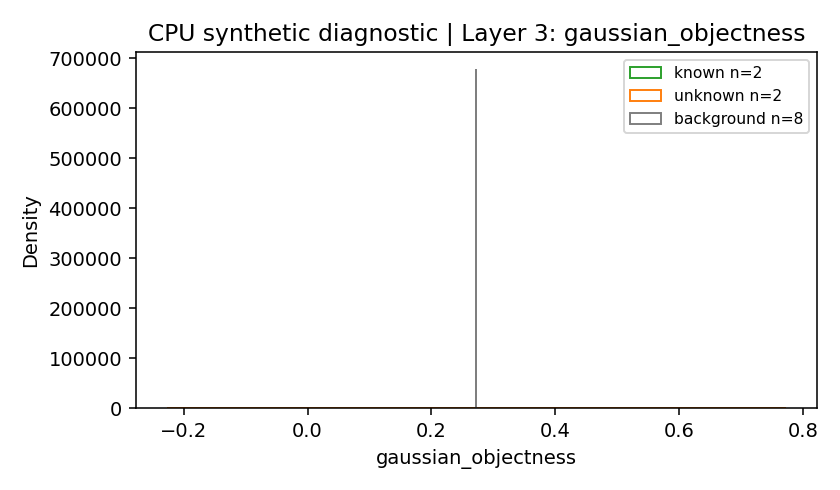 CPU synthetic diagnostic | Layer 3: gaussian_objectness
700000
600000
500000
400000
300000
200000
100000
0
Density
known n=2
unknown n=2
background n=8
−0.2 0.0 0.2 0.4 0.6 0.8
gaussian_objectness